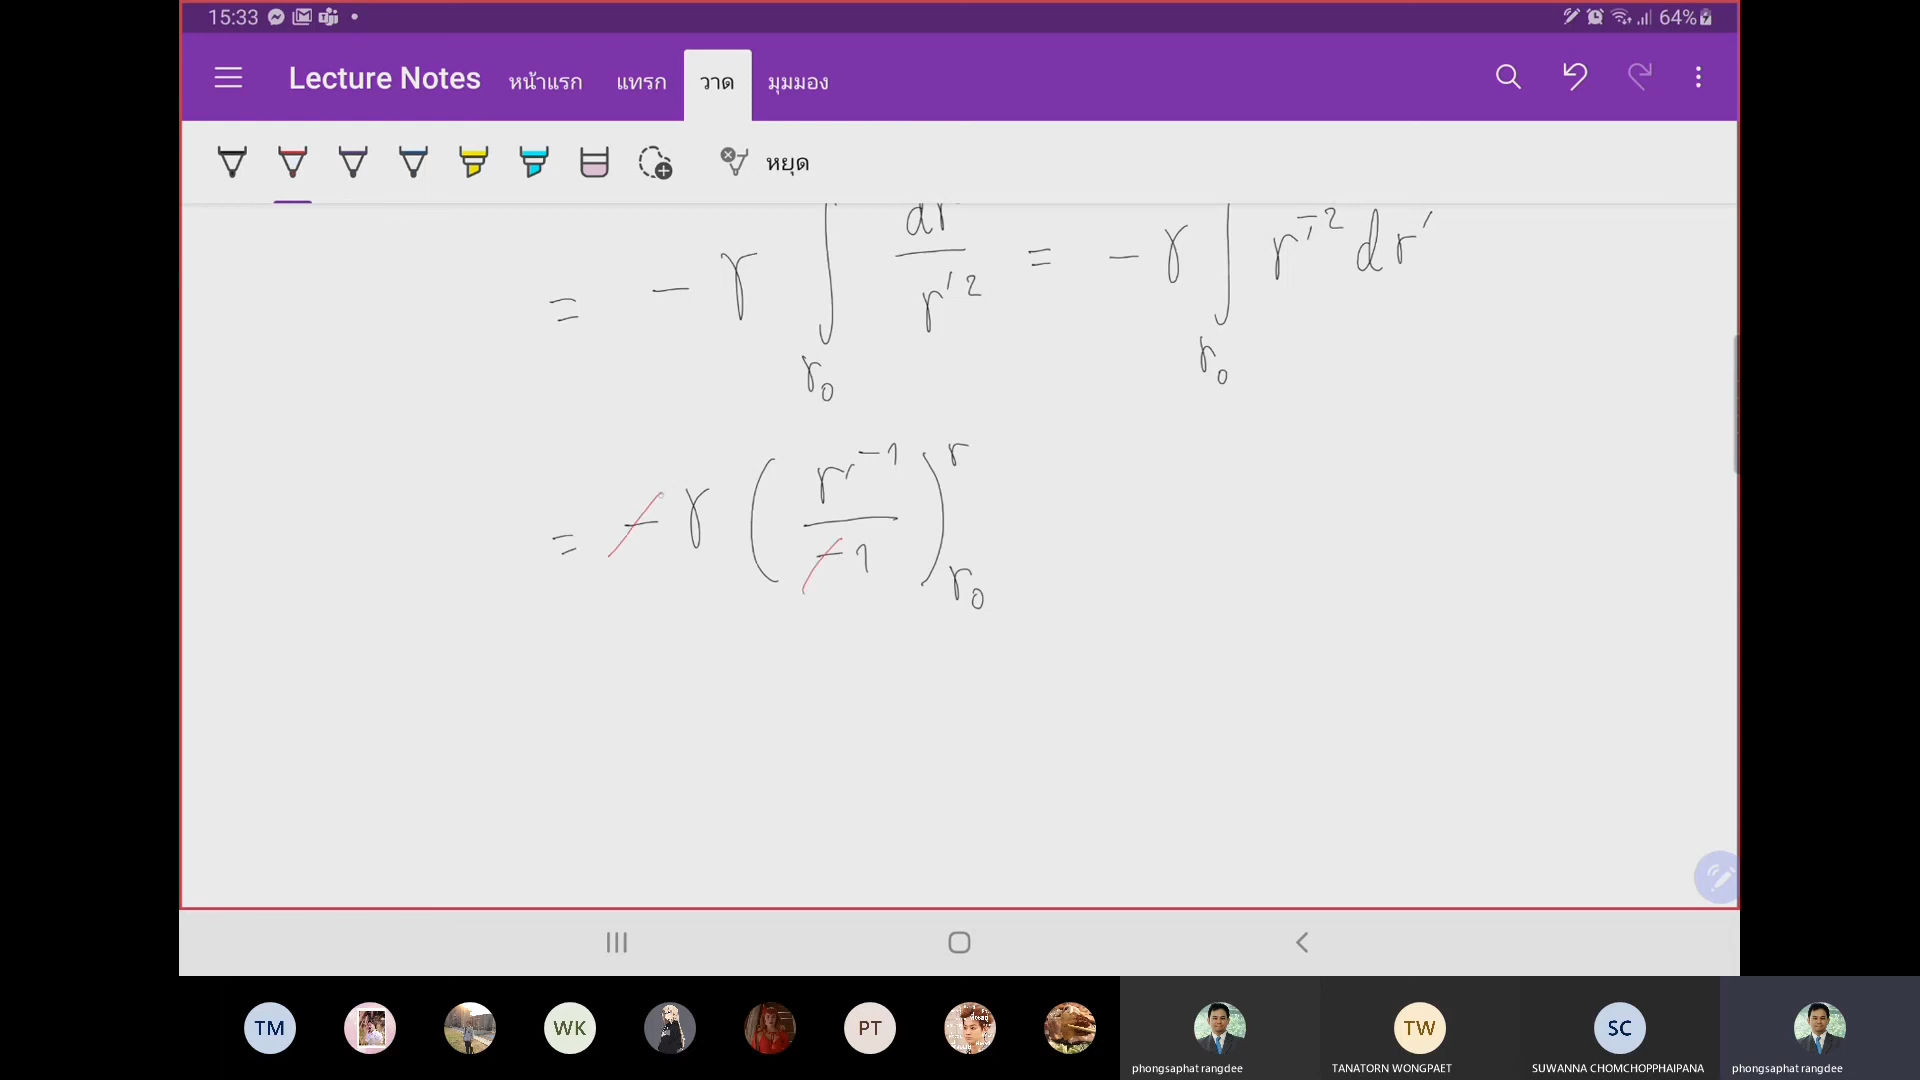 15:33 64%
Lecture Notes หน้าแรก แทรก วาด มุมมอง
หยุด
= - γ ∫ r₀ dr / r'² = - γ ∫ r₀ r'⁻² dr'
= - γ ( r'⁻¹ / -1 ) r r₀
TM WK PT TW SC
phongsaphat rangdee TANATORN WONGPAET SUWANNA CHOMCHOPPHAIPANA phongsaphat rangdee